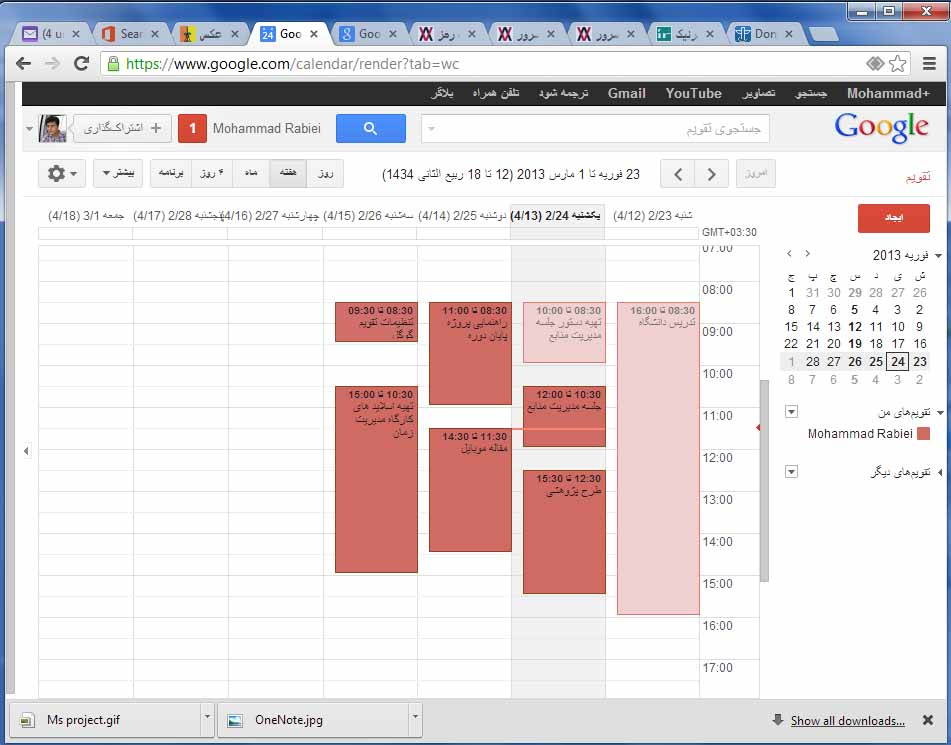 (4 ur
Sear
عکس
Goo
Goo
رمز
سرور
سرور
رنیک
Don
https://www.google.com/calendar/render?tab=wc
Mohammad+ جستجو تصاویر YouTube Gmail ترجمه شود تلفن همراه بلاگر
Google
جستجوی تقویم
Mohammad Rabiei
1
+ اشتراک‌گذاری
تقویم
امروز
23 فوریه تا 1 مارس 2013 (12 تا 18 ربیع الثانی 1434)
روز هفته ماه ۴ روز برنامه بیشتر
ایجاد
شنبه 2/23 (4/12)
یکشنبه 2/24 (4/13)
دوشنبه 2/25 (4/14)
سه‌شنبه 2/26 (4/15)
چهارشنبه 2/27 (4/16)
پنجشنبه 2/28 (4/17)
جمعه 3/1 (4/18)
GMT+03:30
فوریه 2013
ش ی د س چ پ ج
26 27 28 29 30 31 1
2 3 4 5 6 7 8
9 10 11 12 13 14 15
16 17 18 19 20 21 22
23 24 25 26 27 28 1
2 3 4 5 6 7 8
تقویم‌های من
Mohammad Rabiei
تقویم‌های دیگر
07:00
08:00
09:00
10:00
11:00
12:00
13:00
14:00
15:00
16:00
17:00
08:30 تا 16:00
تدریس دانشگاه
08:30 تا 10:00
تهیه دستور جلسه
مدیریت منابع
10:30 تا 12:00
جلسه مدیریت منابع
12:30 تا 15:30
طرح پژوهشی
08:30 تا 11:00
راهنمایی پروژه
پایان دوره
11:30 تا 14:30
مقاله موبایل
08:30 تا 09:30
تنظیمات تقویم
گوگل
10:30 تا 15:00
تهیه اسلاید های
کارگاه مدیریت
زمان
Ms project.gif
OneNote.jpg
Show all downloads...